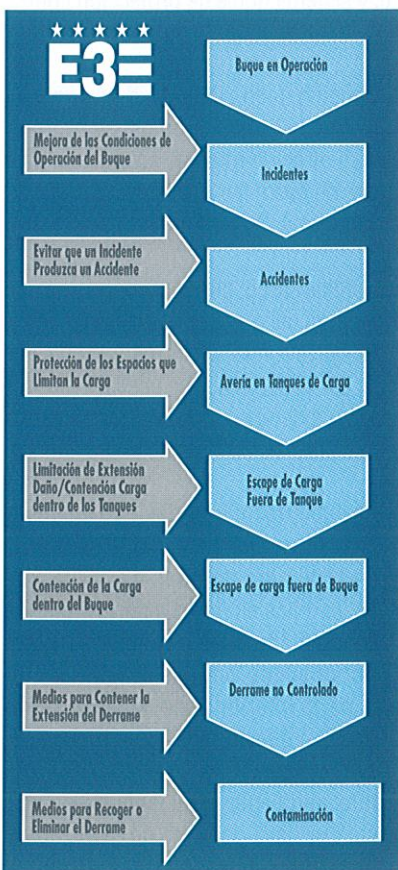 E3E
Buque en Operación
Mejora de las Condiciones de
Operación del Buque
Incidentes
Evitar que un Incidente
Produzca un Accidente
Accidentes
Protección de los Espacios que
Limitan la Carga
Avería en Tanques de Carga
Limitación de Extensión
Daño/Contención Carga
dentro de los Tanques
Escape de Carga
Fuera de Tanque
Contención de la Carga
dentro del Buque
Escape de carga fuera de Buque
Medios para Contener la
Extensión del Derrame
Derrame no Controlado
Medios para Recoger o
Eliminar el Derrame
Contaminación